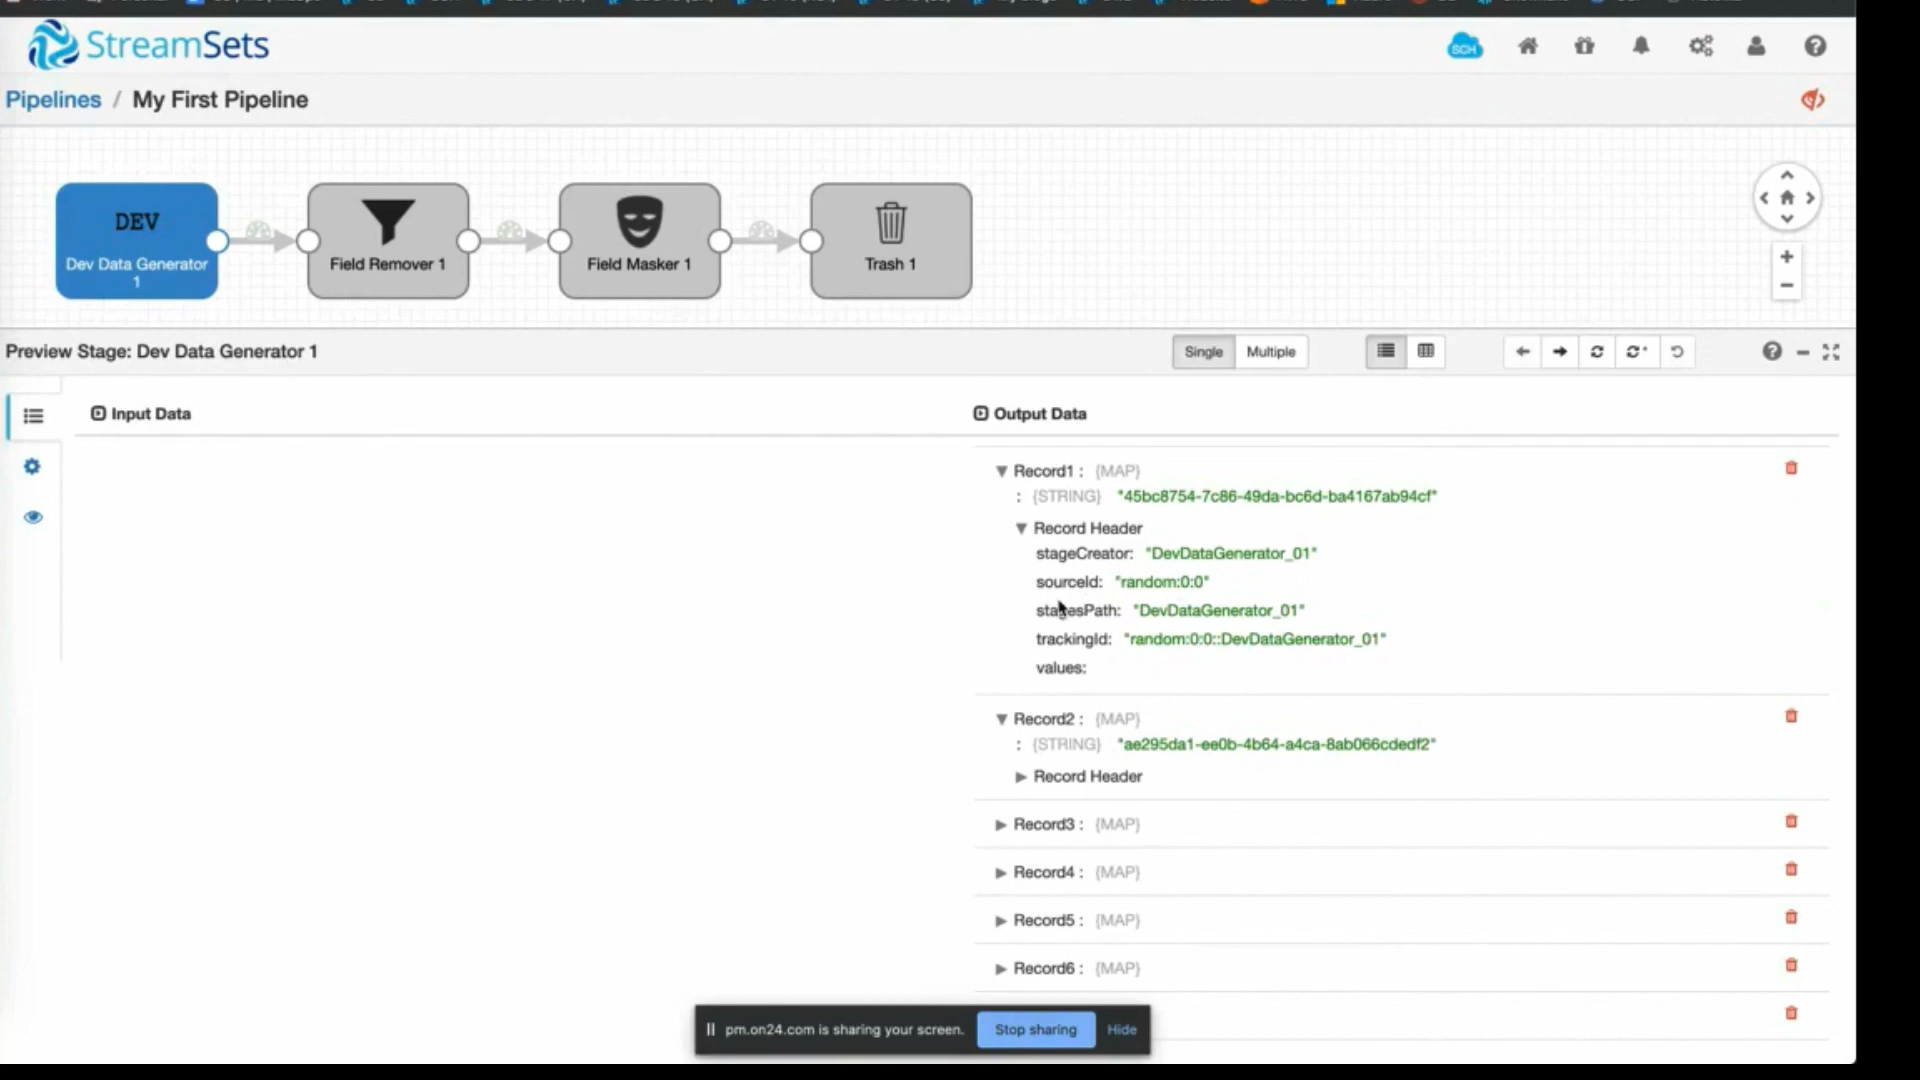 StreamSets
SCH
Pipelines / My First Pipeline
DEV
Dev Data Generator
1
Field Remover 1
Field Masker 1
Trash 1
Preview Stage: Dev Data Generator 1
Single
Multiple
Input Data
Output Data
Record1 : {MAP}
: {STRING} "45bc8754-7c86-49da-bc6d-ba4167ab94cf"
Record Header
stageCreator: "DevDataGenerator_01"
sourceId: "random:0:0"
stagesPath: "DevDataGenerator_01"
trackingId: "random:0:0::DevDataGenerator_01"
values:
Record2 : {MAP}
: {STRING} "ae295da1-ee0b-4b64-a4ca-8ab066cdedf2"
Record Header
Record3 : {MAP}
Record4 : {MAP}
Record5 : {MAP}
Record6 : {MAP}
pm.on24.com is sharing your screen.
Stop sharing
Hide